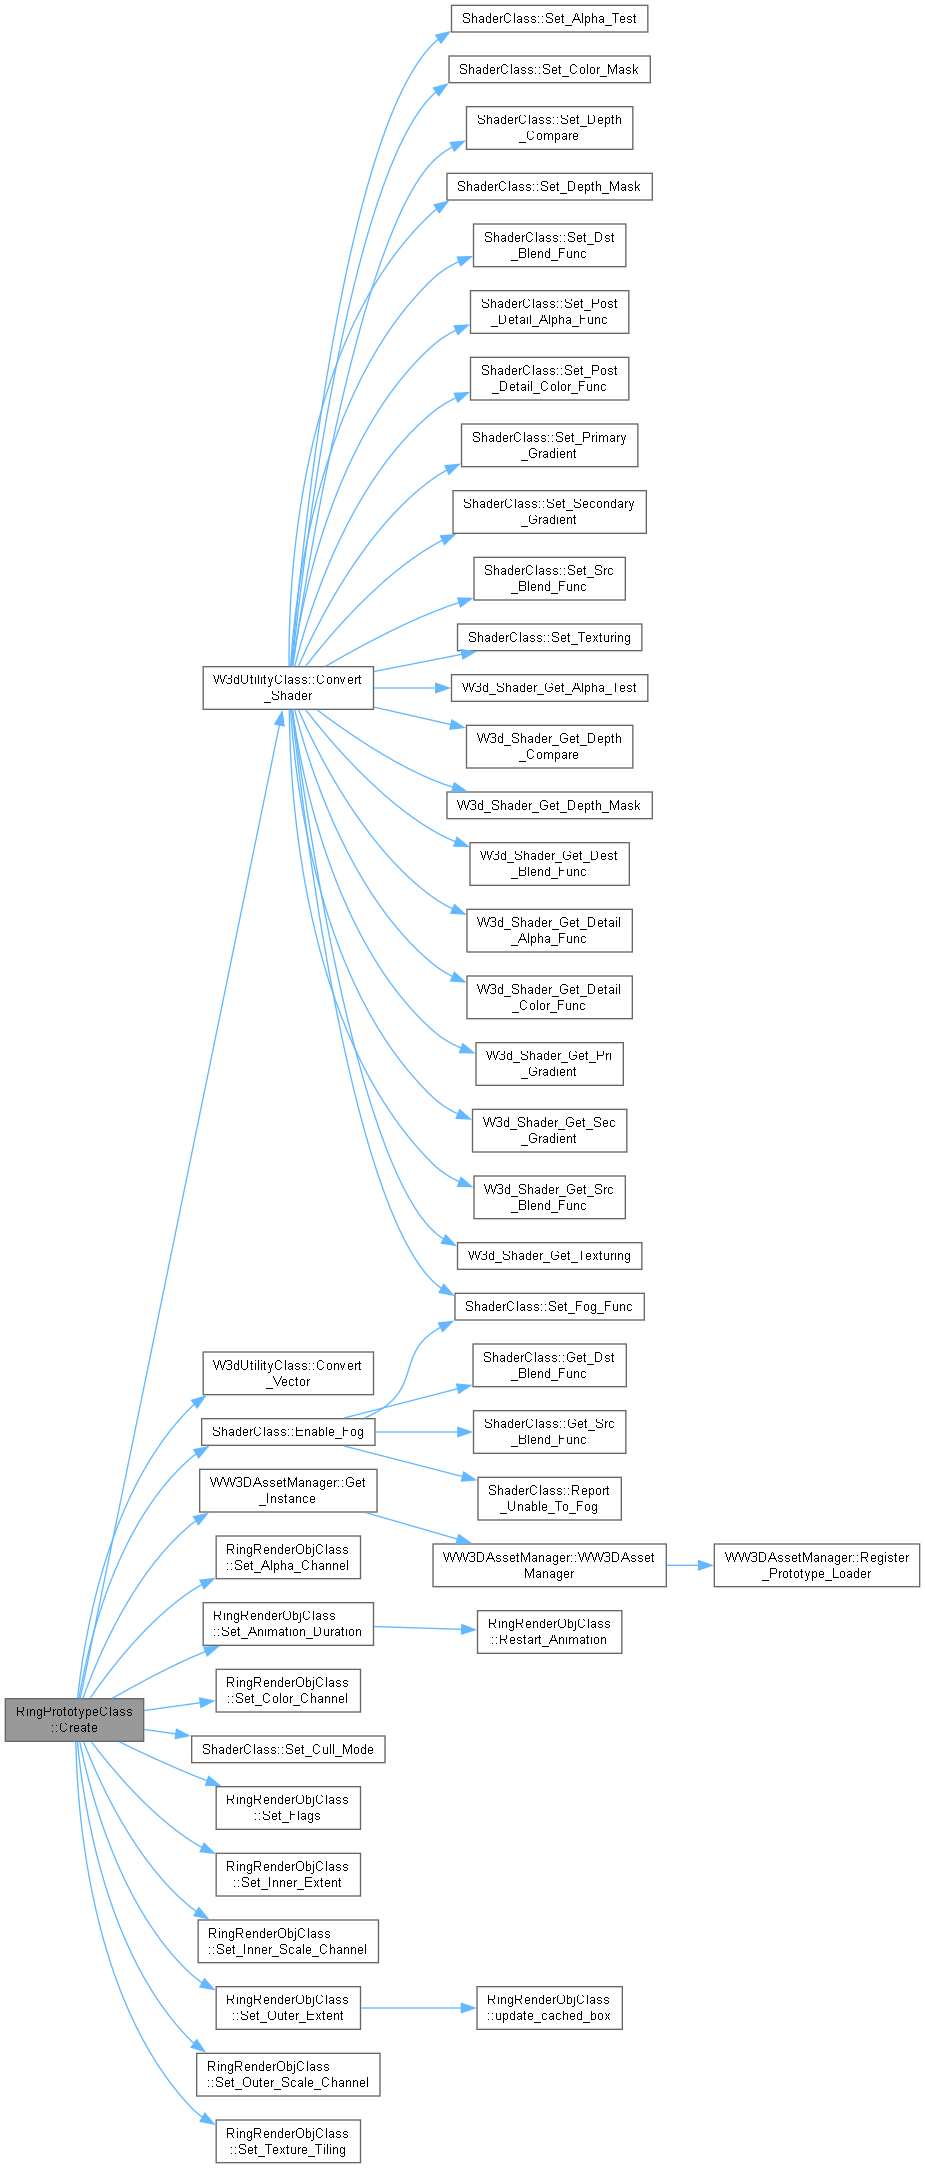 ShaderClass::Set_Alpha_Test
ShaderClass::Set_Color_Mask
ShaderClass::Set_Depth
_Compare
ShaderClass::Set_Depth_Mask
ShaderClass::Set_Dst
_Blend_Func
ShaderClass::Set_Post
_Detail_Alpha_Func
ShaderClass::Set_Post
_Detail_Color_Func
ShaderClass::Set_Primary
_Gradient
ShaderClass::Set_Secondary
_Gradient
ShaderClass::Set_Src
_Blend_Func
ShaderClass::Set_Texturing
W3dUtilityClass::Convert
_Shader
W3d_Shader_Get_Alpha_Test
W3d_Shader_Get_Depth
_Compare
W3d_Shader_Get_Depth_Mask
W3d_Shader_Get_Dest
_Blend_Func
W3d_Shader_Get_Detail
_Alpha_Func
W3d_Shader_Get_Detail
_Color_Func
W3d_Shader_Get_Pri
_Gradient
W3d_Shader_Get_Sec
_Gradient
W3d_Shader_Get_Src
_Blend_Func
W3d_Shader_Get_Texturing
ShaderClass::Set_Fog_Func
W3dUtilityClass::Convert
_Vector
ShaderClass::Get_Dst
_Blend_Func
ShaderClass::Enable_Fog
ShaderClass::Get_Src
_Blend_Func
WW3DAssetManager::Get
_Instance
ShaderClass::Report
_Unable_To_Fog
RingRenderObjClass
::Set_Alpha_Channel
WW3DAssetManager::WW3DAsset
Manager
WW3DAssetManager::Register
_Prototype_Loader
RingRenderObjClass
::Set_Animation_Duration
RingRenderObjClass
::Restart_Animation
RingRenderObjClass
::Set_Color_Channel
RingPrototypeClass
::Create
ShaderClass::Set_Cull_Mode
RingRenderObjClass
::Set_Flags
RingRenderObjClass
::Set_Inner_Extent
RingRenderObjClass
::Set_Inner_Scale_Channel
RingRenderObjClass
::Set_Outer_Extent
RingRenderObjClass
::update_cached_box
RingRenderObjClass
::Set_Outer_Scale_Channel
RingRenderObjClass
::Set_Texture_Tiling